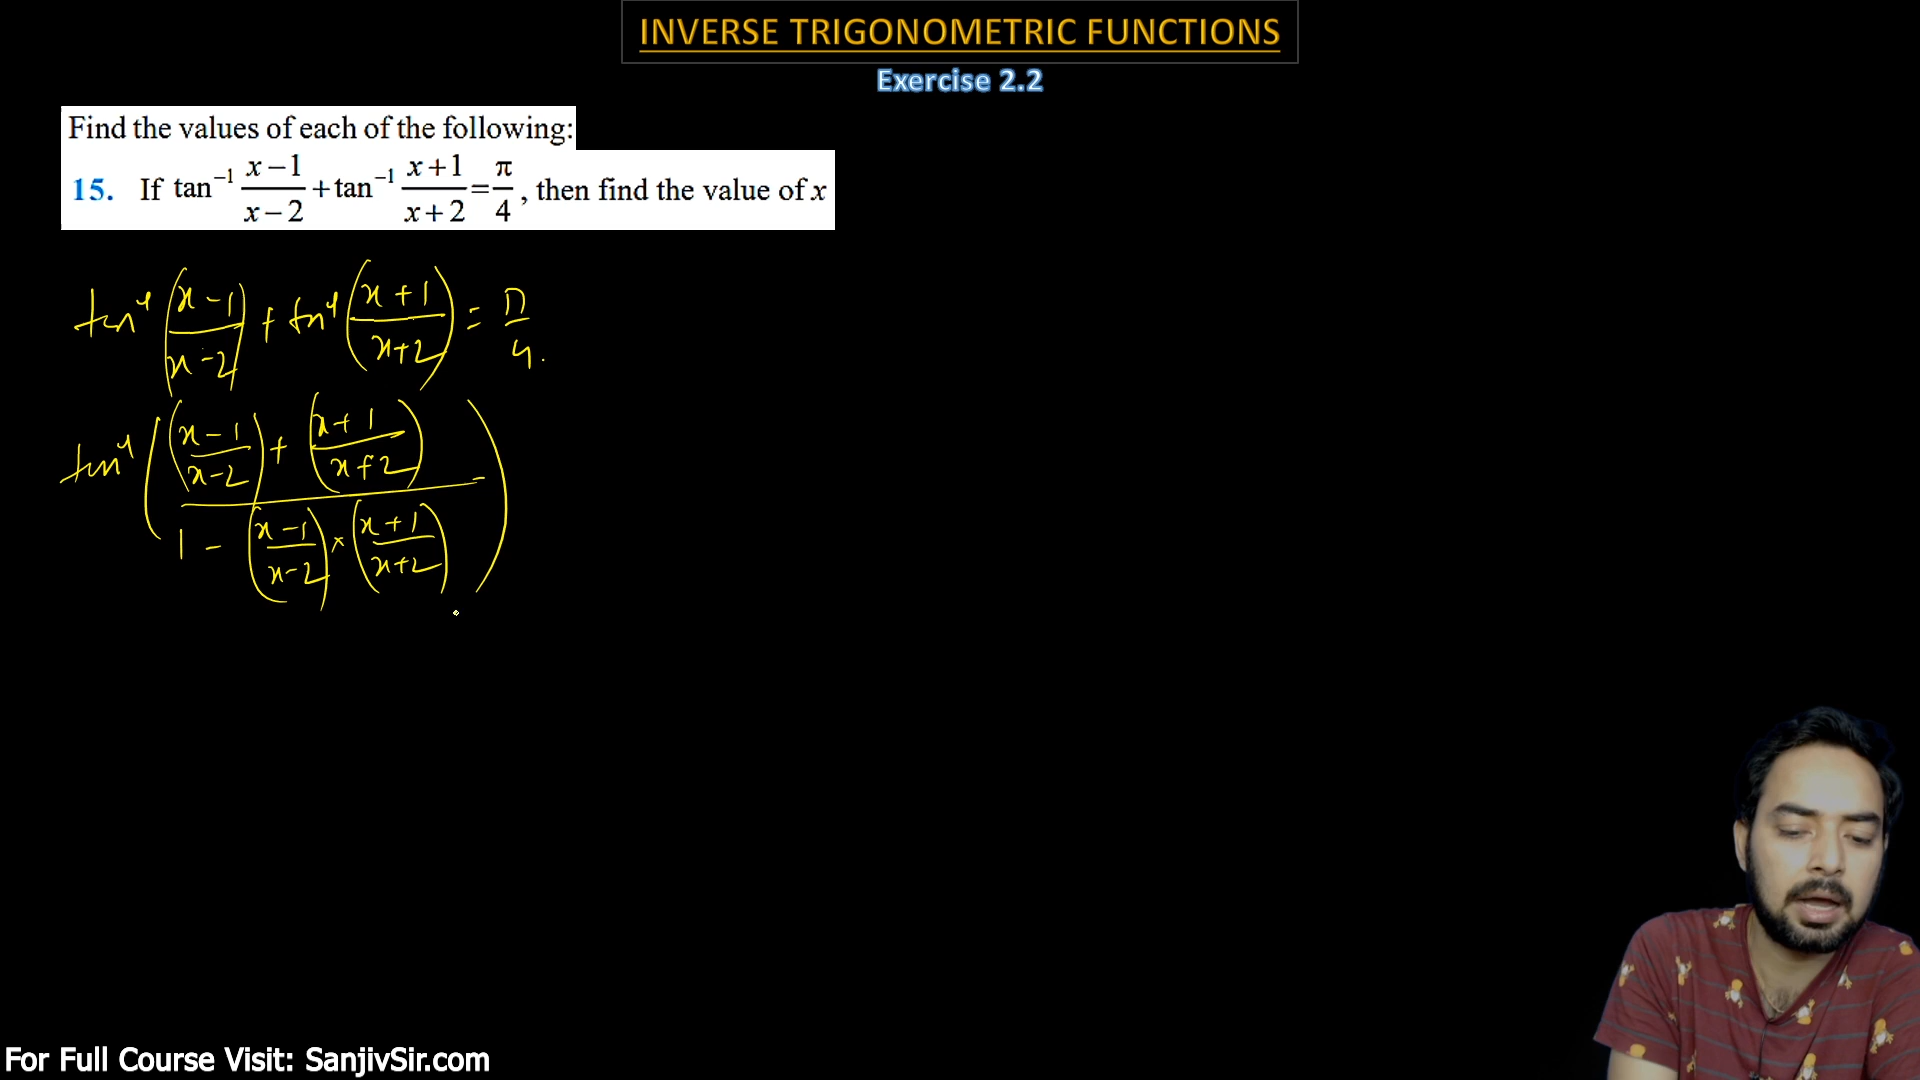 INVERSE TRIGONOMETRIC FUNCTIONS
Exercise 2.2
Find the values of each of the following:
15. If tan⁻¹ (x−1)/(x−2) + tan⁻¹ (x+1)/(x+2) = π/4, then find the value of x
tan⁻¹((x−1)/(x−2)) + tan⁻¹((x+1)/(x+2)) = π/4.
tan⁻¹((((x−1)/(x−2)) + ((x+1)/(x+2)))/(1 − ((x−1)/(x−2)) × ((x+1)/(x+2))))
For Full Course Visit: SanjivSir.com